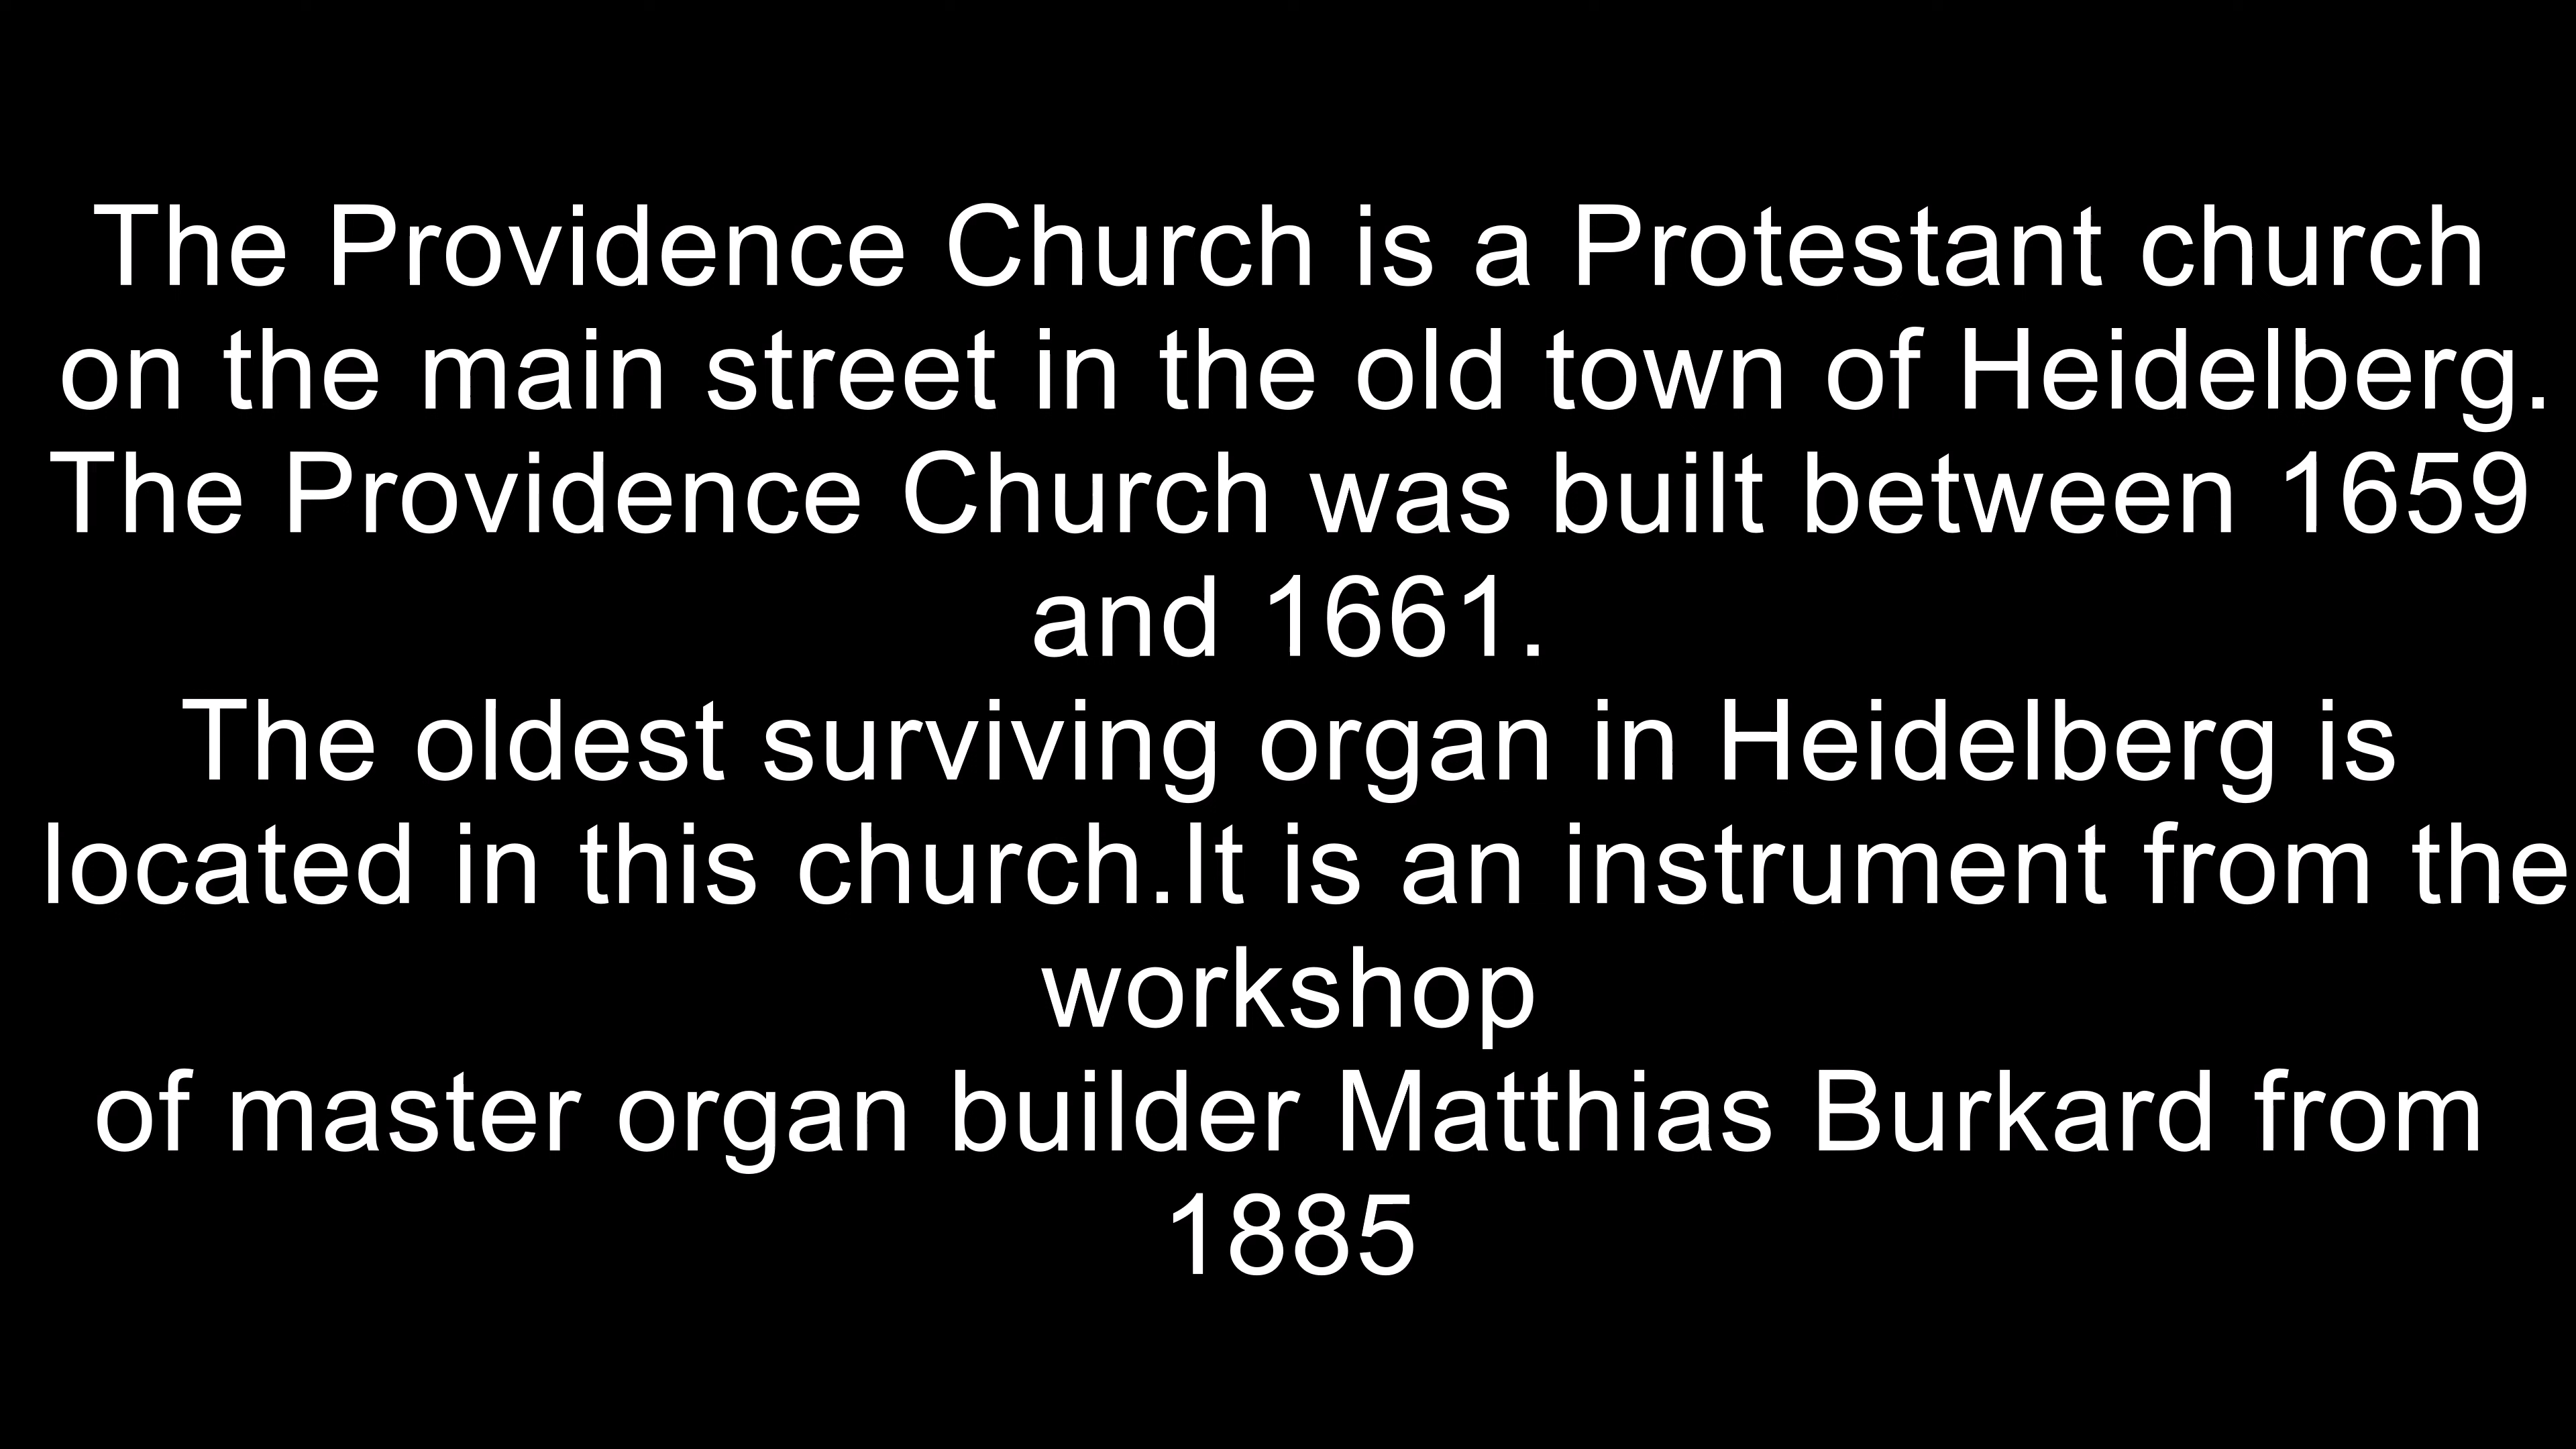 The Providence Church is a Protestant church
on the main street in the old town of Heidelberg.
The Providence Church was built between 1659
and 1661.
The oldest surviving organ in Heidelberg is
located in this church.It is an instrument from the
workshop
of master organ builder Matthias Burkard from
1885